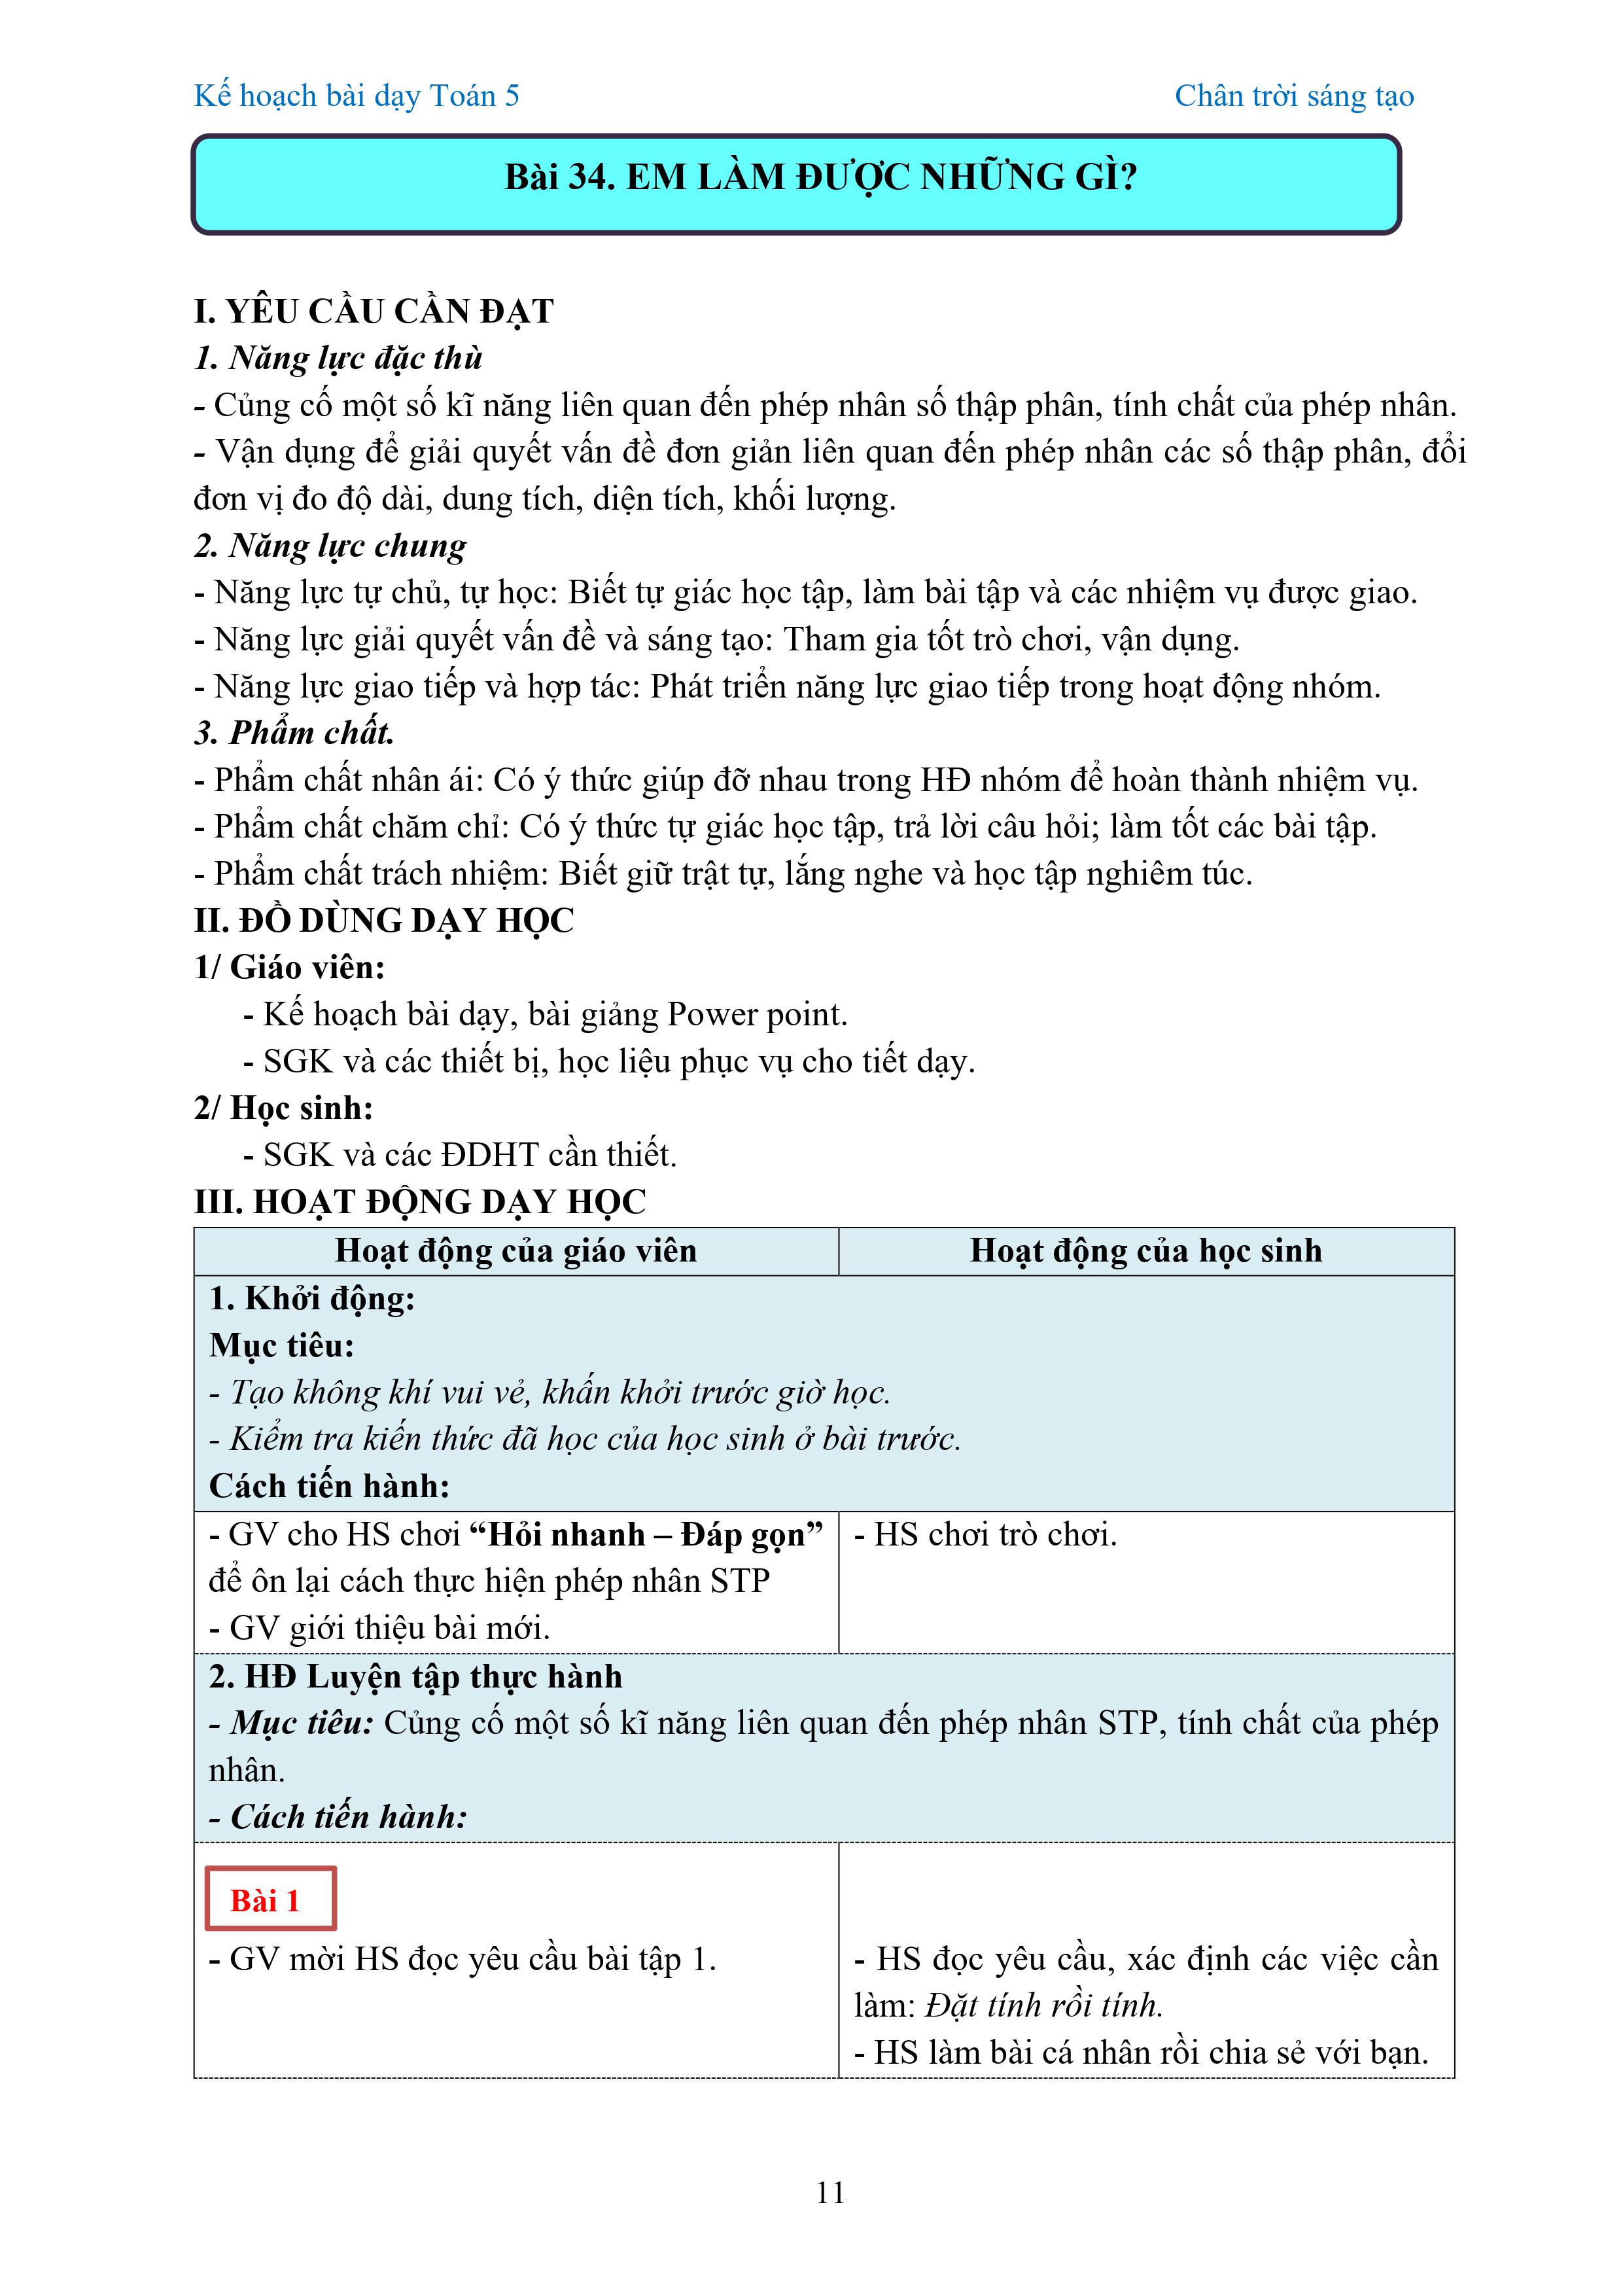 Kế hoạch bài dạy Toán 5
Chân trời sáng tạo
Bài 34. EM LÀM ĐƯỢC NHỮNG GÌ?
I. YÊU CẦU CẦN ĐẠT
1. Năng lực đặc thù
- Củng cố một số kĩ năng liên quan đến phép nhân số thập phân, tính chất của phép nhân.
- Vận dụng để giải quyết vấn đề đơn giản liên quan đến phép nhân các số thập phân, đổi
đơn vị đo độ dài, dung tích, diện tích, khối lượng.
2. Năng lực chung
- Năng lực tự chủ, tự học: Biết tự giác học tập, làm bài tập và các nhiệm vụ được giao.
- Năng lực giải quyết vấn đề và sáng tạo: Tham gia tốt trò chơi, vận dụng.
- Năng lực giao tiếp và hợp tác: Phát triển năng lực giao tiếp trong hoạt động nhóm.
3. Phẩm chất.
- Phẩm chất nhân ái: Có ý thức giúp đỡ nhau trong HĐ nhóm để hoàn thành nhiệm vụ.
- Phẩm chất chăm chỉ: Có ý thức tự giác học tập, trả lời câu hỏi; làm tốt các bài tập.
- Phẩm chất trách nhiệm: Biết giữ trật tự, lắng nghe và học tập nghiêm túc.
II. ĐỒ DÙNG DẠY HỌC
1/ Giáo viên:
- Kế hoạch bài dạy, bài giảng Power point.
- SGK và các thiết bị, học liệu phục vụ cho tiết dạy.
2/ Học sinh:
- SGK và các ĐDHT cần thiết.
III. HOẠT ĐỘNG DẠY HỌC
Hoạt động của giáo viên
Hoạt động của học sinh
1. Khởi động:
Mục tiêu:
- Tạo không khí vui vẻ, khấn khởi trước giờ học.
- Kiểm tra kiến thức đã học của học sinh ở bài trước.
Cách tiến hành:
- GV cho HS chơi “Hỏi nhanh – Đáp gọn”
để ôn lại cách thực hiện phép nhân STP
- GV giới thiệu bài mới.
- HS chơi trò chơi.
2. HĐ Luyện tập thực hành
- Mục tiêu: Củng cố một số kĩ năng liên quan đến phép nhân STP, tính chất của phép
nhân.
- Cách tiến hành:
Bài 1
- GV mời HS đọc yêu cầu bài tập 1.
- HS đọc yêu cầu, xác định các việc cần
làm: Đặt tính rồi tính.
- HS làm bài cá nhân rồi chia sẻ với bạn.
11